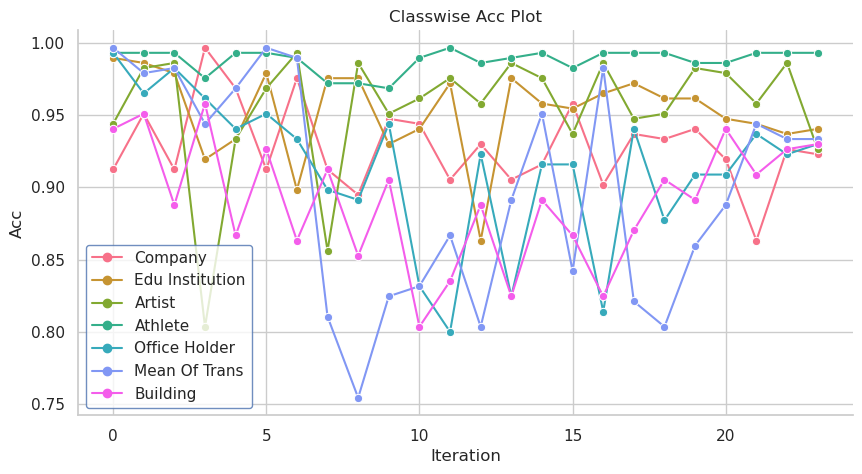 Classwise Acc Plot
1.00
0.95
0.90
0.85
0.80
0.75
Acc
Company
Edu Institution
Artist
Athlete
Office Holder
Mean Of Trans
Building
0 5 10 15 20
Iteration